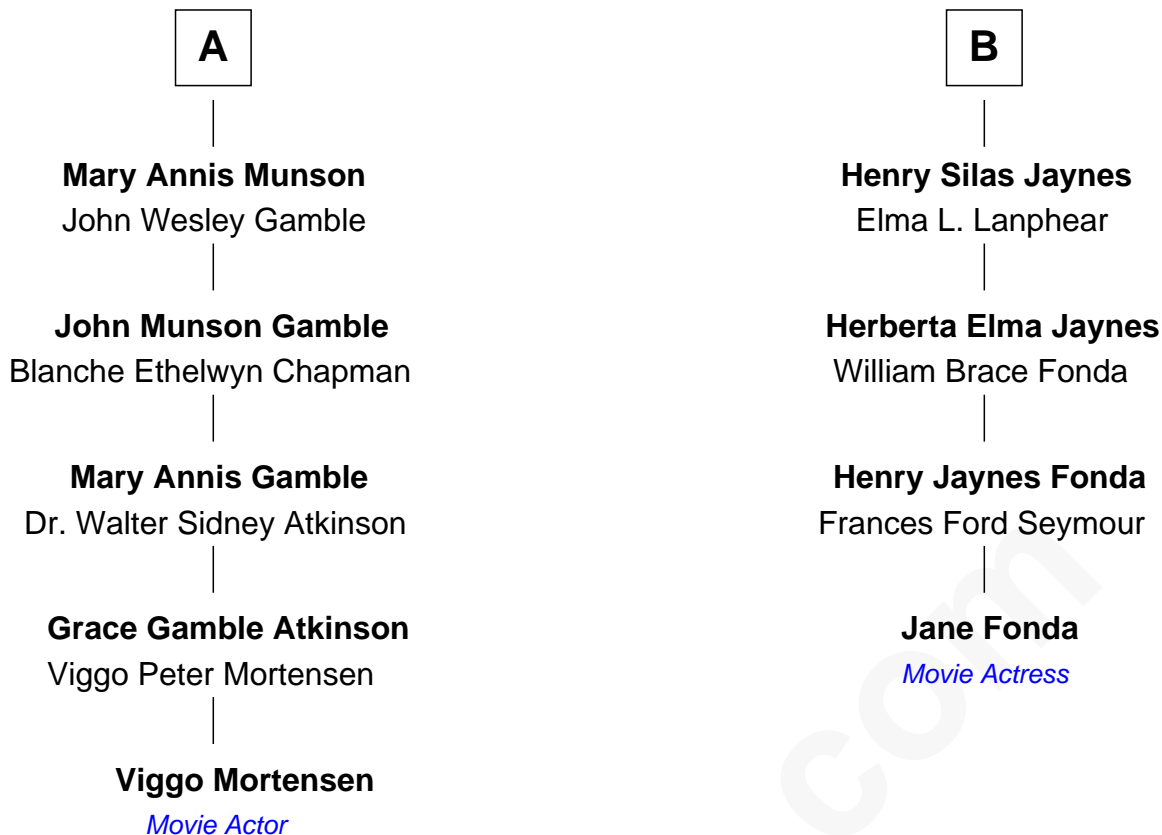 A
Mary Annis Munson
John Wesley Gamble
John Munson Gamble
Blanche Ethelwyn Chapman
Mary Annis Gamble
Dr. Walter Sidney Atkinson
Grace Gamble Atkinson
Viggo Peter Mortensen
Viggo Mortensen
Movie Actor
B
Henry Silas Jaynes
Elma L. Lanphear
Herberta Elma Jaynes
William Brace Fonda
Henry Jaynes Fonda
Frances Ford Seymour
Jane Fonda
Movie Actress
com